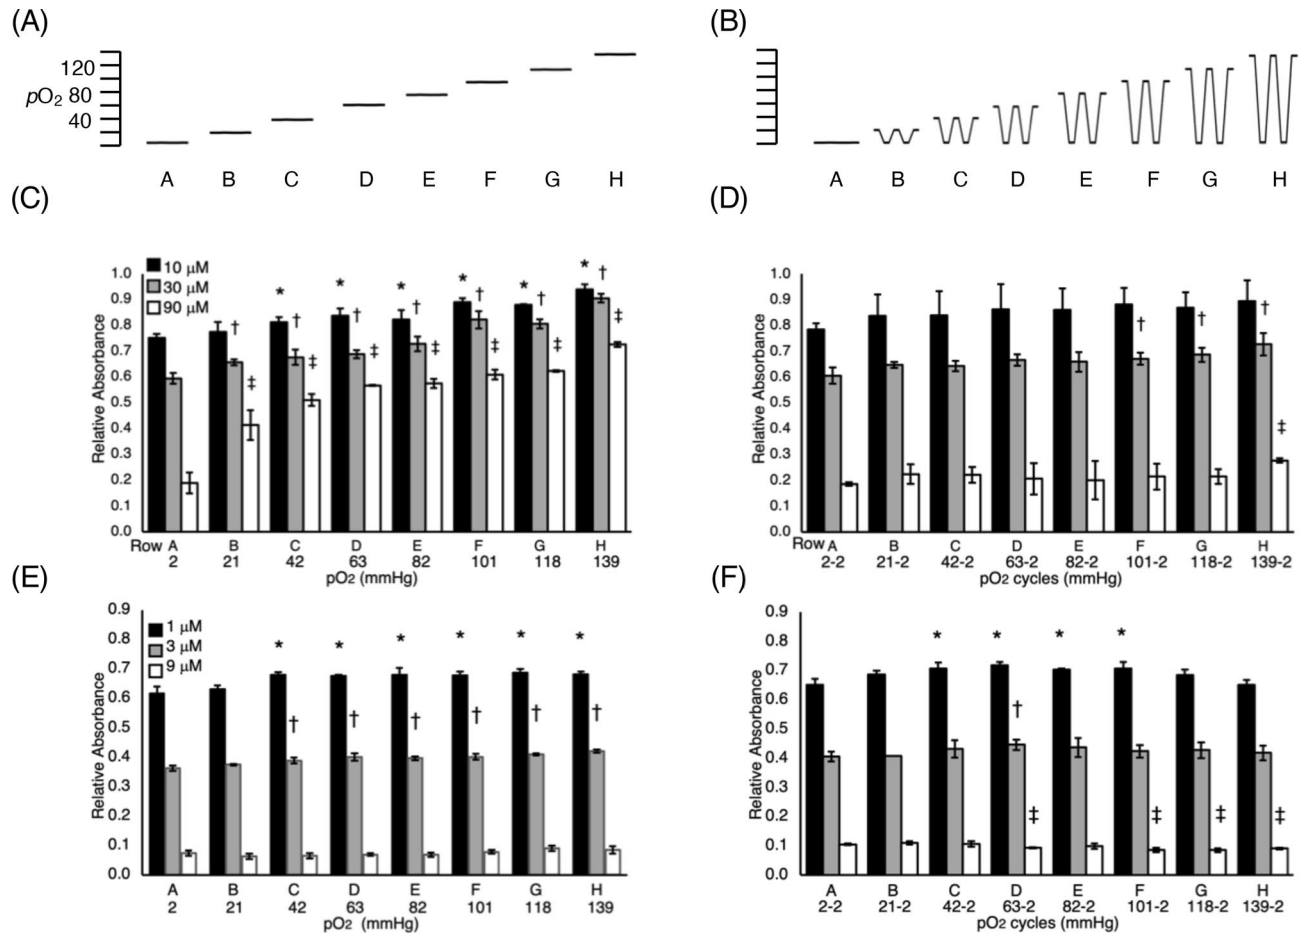 (A)
(B)
120
pO2 80
40
A B C D E F G H
A B C D E F G H
(C)
(D)
10 μM
30 μM
90 μM
1.0
0.9
0.8
0.7
0.6
0.5
0.4
0.3
0.2
0.1
0.0
Relative Absorbance
* * * * * *
† † † † † † †
‡ ‡ ‡ ‡ ‡ ‡ ‡
Row A B C D E F G H
2 21 42 63 82 101 118 139
pO2 (mmHg)
1.0
0.9
0.8
0.7
0.6
0.5
0.4
0.3
0.2
0.1
0.0
Relative Absorbance
† † †
‡
Row A B C D E F G H
2-2 21-2 42-2 63-2 82-2 101-2 118-2 139-2
pO2 cycles (mmHg)
(E)
(F)
1 μM
3 μM
9 μM
0.9
0.8
0.7
0.6
0.5
0.4
0.3
0.2
0.1
0.0
Relative Absorbance
* * * * * *
† † † † † †
A B C D E F G H
2 21 42 63 82 101 118 139
pO2 (mmHg)
0.9
0.8
0.7
0.6
0.5
0.4
0.3
0.2
0.1
0.0
Relative Absorbance
* * * *
†
‡ ‡ ‡ ‡
A B C D E F G H
2-2 21-2 42-2 63-2 82-2 101-2 118-2 139-2
pO2 cycles (mmHg)